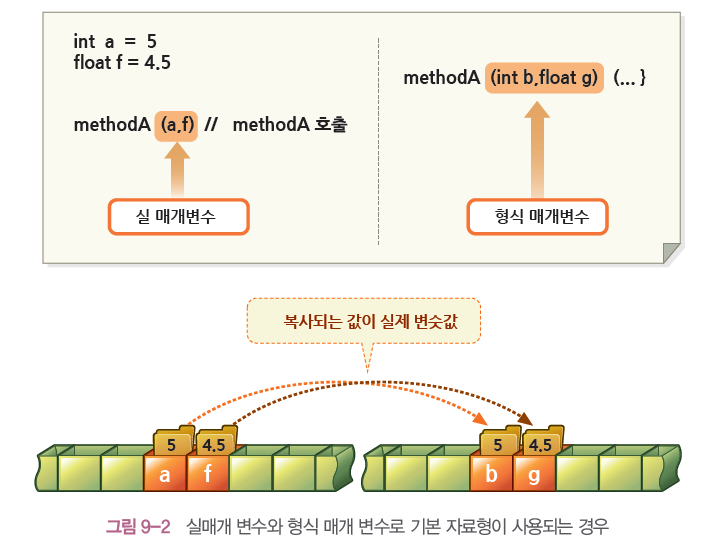 int a = 5
float f = 4.5
methodA (a,f) // methodA 호출
실 매개변수
methodA (int b,float g) (... }
형식 매개변수
복사되는 값이 실제 변숫값
5 4.5
a f
5 4.5
b g
그림 9-2 실매개 변수와 형식 매개 변수로 기본 자료형이 사용되는 경우